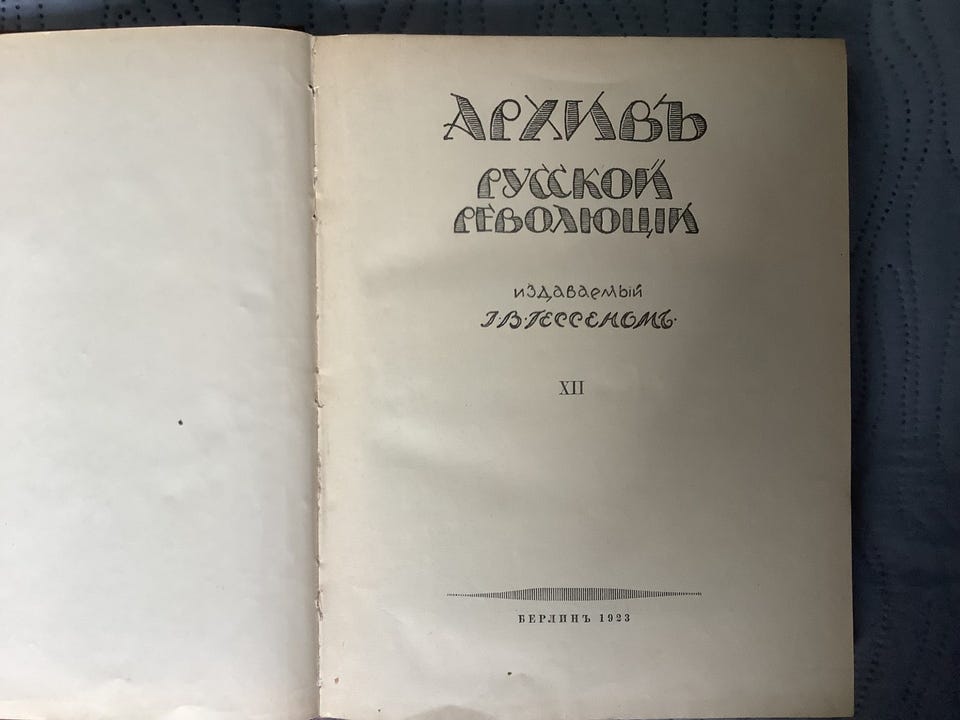 АРХИВЪ
РУССКОЙ
РЕВОЛЮЦІИ
издаваемый
І·В·ГЕССЕНОМЪ·
XII
БЕРЛИНЪ 1923